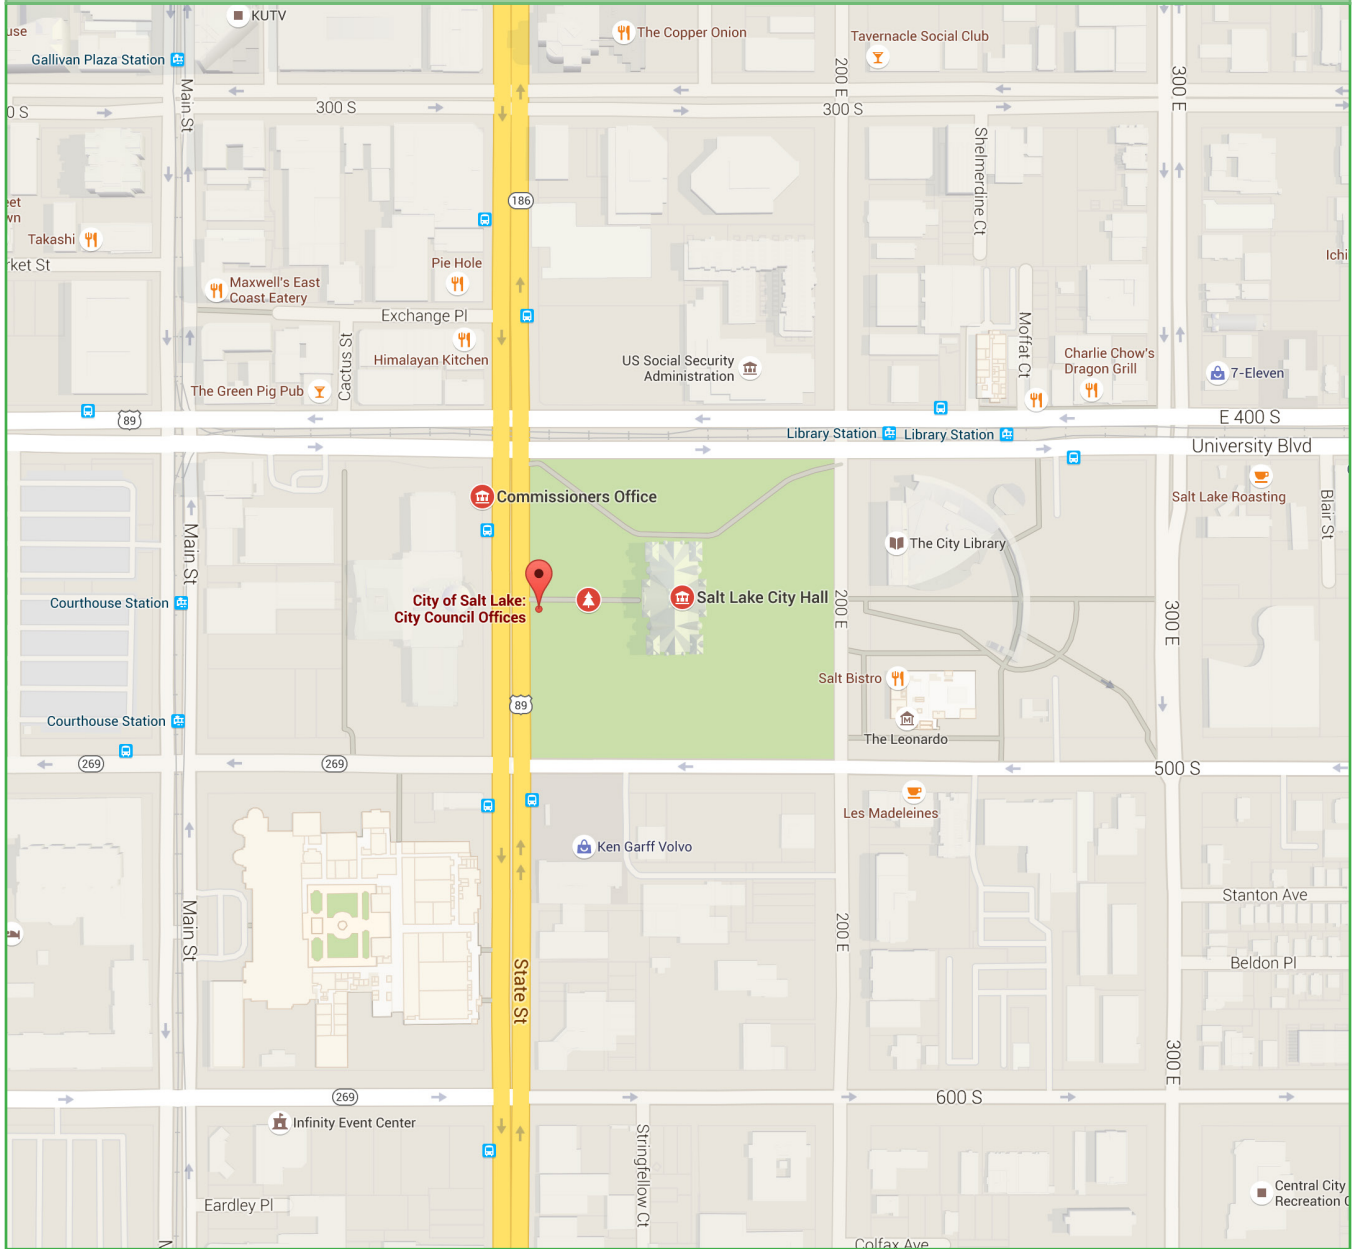 use
KUTV
The Copper Onion
Tavernacle Social Club
Gallivan Plaza Station
Main St
200 E
300 E
0 S
300 S
300 S
Shelmerdine Ct
186
Takashi
rket St
Pie Hole
Maxwell's East
Coast Eatery
Ichi
Exchange Pl
Cactus St
Himalayan Kitchen
Moffat Ct
US Social Security
Administration
Charlie Chow's
Dragon Grill
7-Eleven
The Green Pig Pub
89
E 400 S
Library Station
Library Station
University Blvd
Commissioners Office
Salt Lake Roasting
Blair St
Main St
The City Library
City of Salt Lake:
City Council Offices
Salt Lake City Hall
Courthouse Station
200 E
300 E
Salt Bistro
89
Courthouse Station
The Leonardo
269
269
500 S
Les Madeleines
Ken Garff Volvo
Stanton Ave
Main St
200 E
State St
Beldon Pl
300 E
269
600 S
Infinity Event Center
Stringfellow Ct
Eardley Pl
Central City
Recreation
Colfax Ave